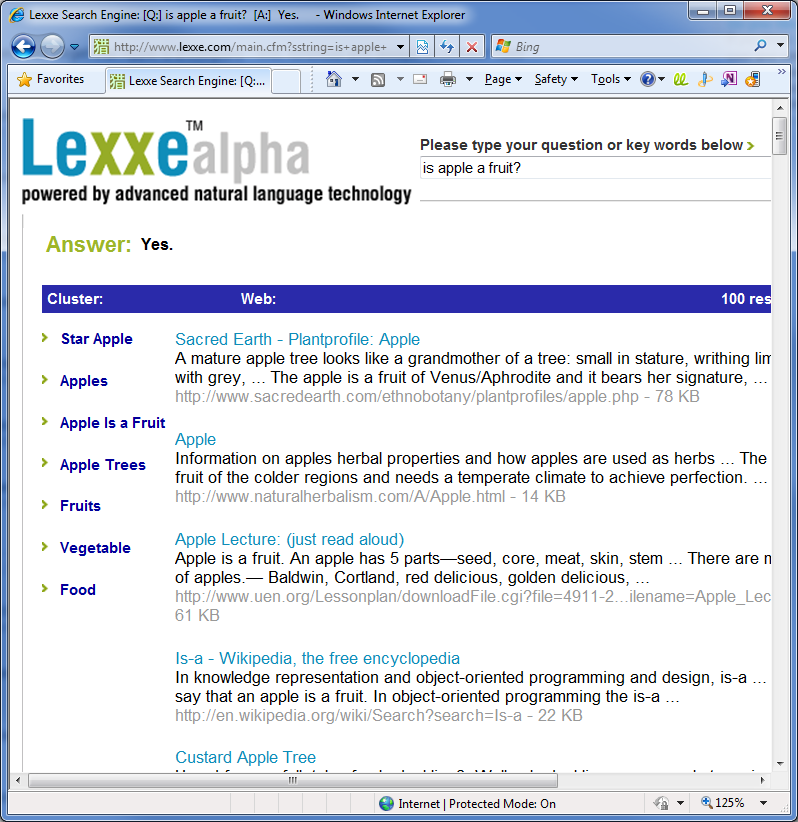 Lexxe Search Engine: [Q:] is apple a fruit? [A:] Yes. - Windows Internet Explorer
http://www.lexxe.com/main.cfm?sstring=is+apple+
Bing
Favorites
Lexxe Search Engine: [Q:...
Page
Safety
Tools
Lexxe alpha TM
powered by advanced natural language technology
Please type your question or key words below
is apple a fruit?
Answer: Yes.
Cluster: Web: 100 res
Star Apple
Apples
Apple Is a Fruit
Apple Trees
Fruits
Vegetable
Food
Sacred Earth - Plantprofile: Apple
A mature apple tree looks like a grandmother of a tree: small in stature, writhing lim
with grey, ... The apple is a fruit of Venus/Aphrodite and it bears her signature, ...
http://www.sacredearth.com/ethnobotany/plantprofiles/apple.php - 78 KB
Apple
Information on apples herbal properties and how apples are used as herbs ... The
fruit of the colder regions and needs a temperate climate to achieve perfection. ...
http://www.naturalherbalism.com/A/Apple.html - 14 KB
Apple Lecture: (just read aloud)
Apple is a fruit. An apple has 5 parts—seed, core, meat, skin, stem ... There are m
of apples.— Baldwin, Cortland, red delicious, golden delicious, ...
http://www.uen.org/Lessonplan/downloadFile.cgi?file=4911-2...ilename=Apple_Lec
61 KB
Is-a - Wikipedia, the free encyclopedia
In knowledge representation and object-oriented programming and design, is-a ...
say that an apple is a fruit. In object-oriented programming the is-a ...
http://en.wikipedia.org/wiki/Search?search=Is-a - 22 KB
Custard Apple Tree
Internet | Protected Mode: On
125%